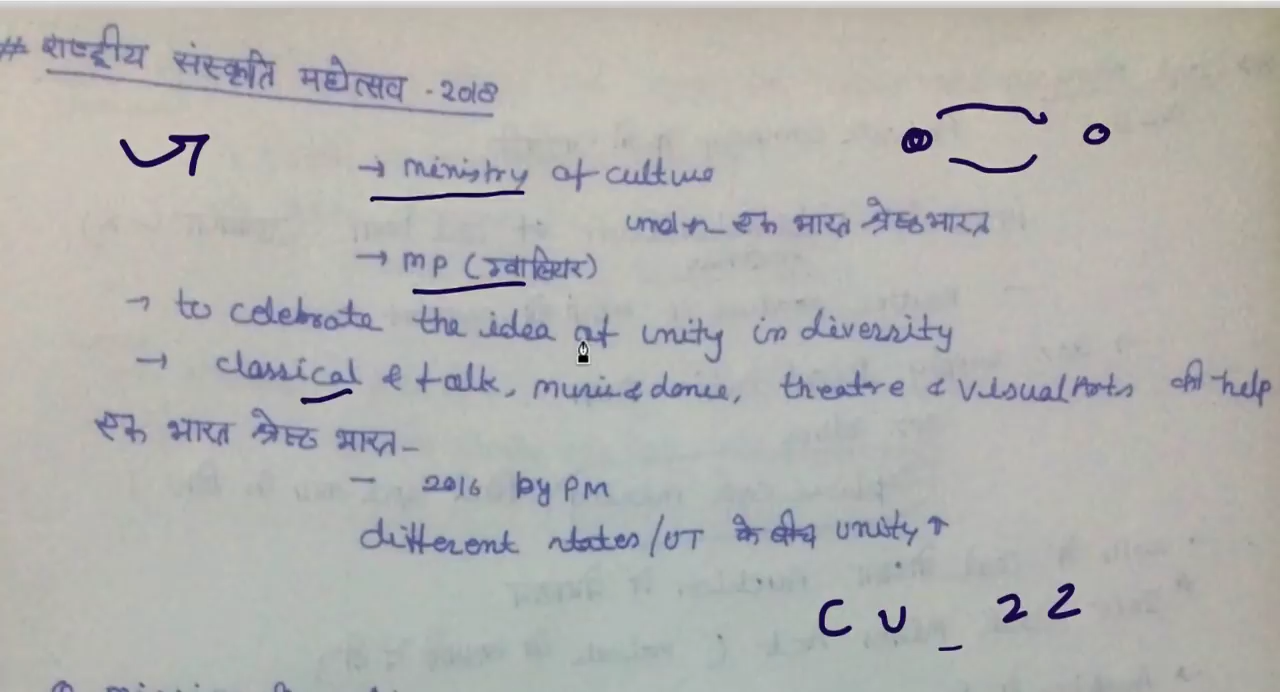 # राष्ट्रीय संस्कृति महोत्सव - 2018
→ ministry of culture
under एक भारत श्रेष्ठ भारत
→ MP (ग्वालियर)
→ to celebrate the idea of unity in diversity
→ classical & folk, music & dance, theatre & visual Arts की help
एक भारत श्रेष्ठ भारत -
- 2016 by PM
different states/UT के बीच unity ↑
CU_22